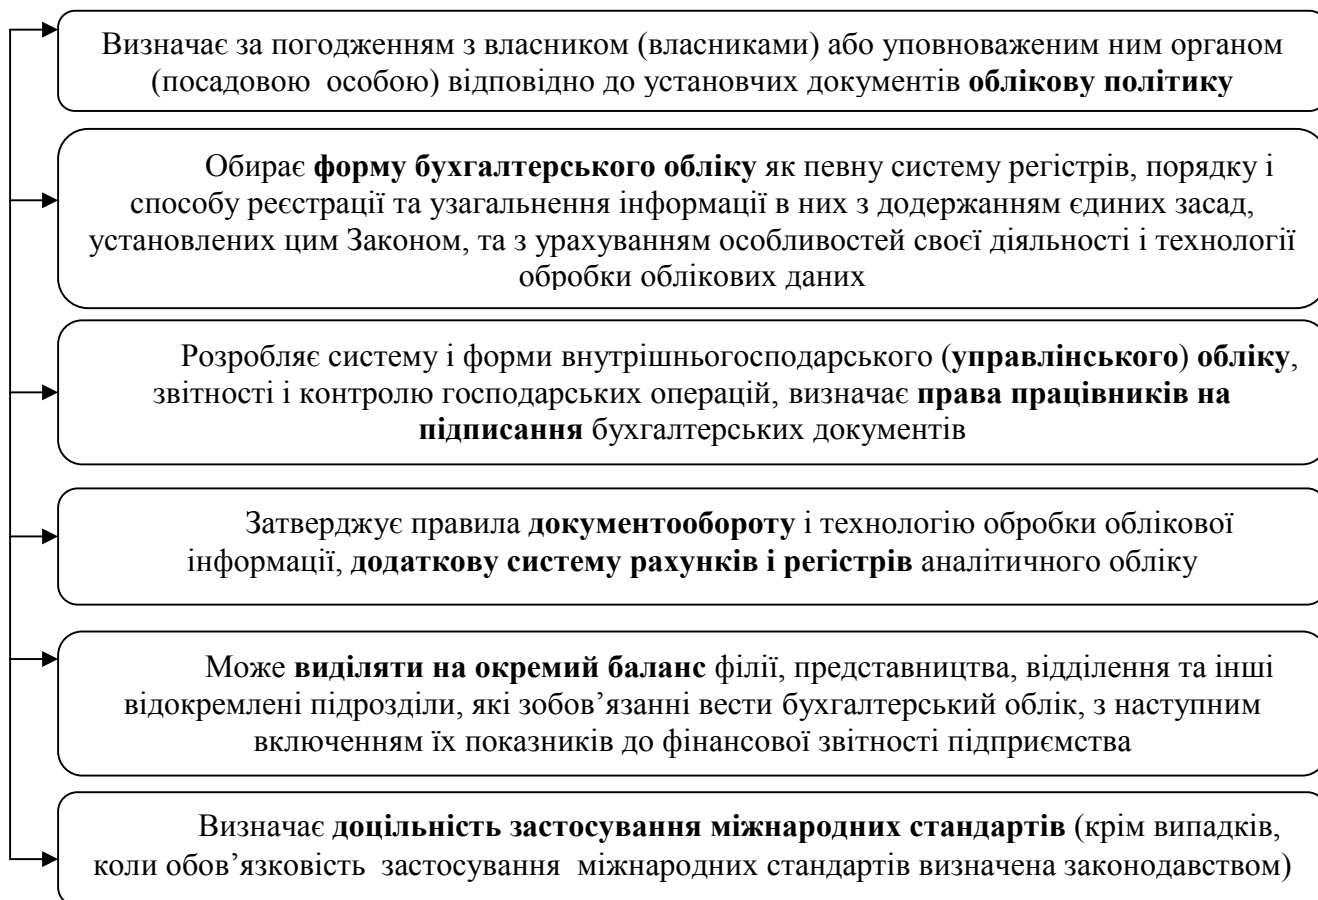 Визначає за погодженням з власником (власниками) або уповноваженим ним органом
(посадовою особою) відповідно до установчих документів облікову політику
Обирає форму бухгалтерського обліку як певну систему регістрів, порядку і
способу реєстрації та узагальнення інформації в них з додержанням єдиних засад,
установлених цим Законом, та з урахуванням особливостей своєї діяльності і технології
обробки облікових даних
Розробляє систему і форми внутрішньогосподарського (управлінського) обліку,
звітності і контролю господарських операцій, визначає права працівників на
підписання бухгалтерських документів
Затверджує правила документообороту і технологію обробки облікової
інформації, додаткову систему рахунків і регістрів аналітичного обліку
Може виділяти на окремий баланс філії, представництва, відділення та інші
відокремлені підрозділи, які зобов’язанні вести бухгалтерський облік, з наступним
включенням їх показників до фінансової звітності підприємства
Визначає доцільність застосування міжнародних стандартів (крім випадків,
коли обов’язковість застосування міжнародних стандартів визначена законодавством)